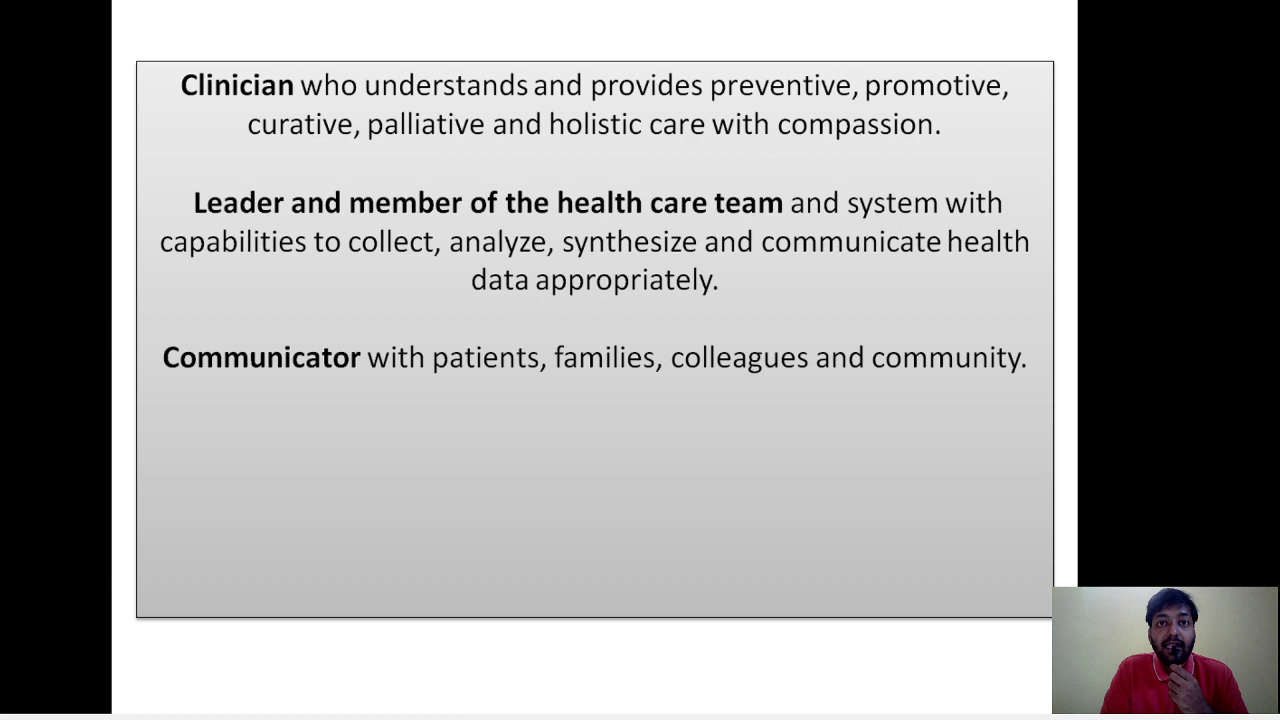 Clinician who understands and provides preventive, promotive,
curative, palliative and holistic care with compassion.
Leader and member of the health care team and system with
capabilities to collect, analyze, synthesize and communicate health
data appropriately.
Communicator with patients, families, colleagues and community.